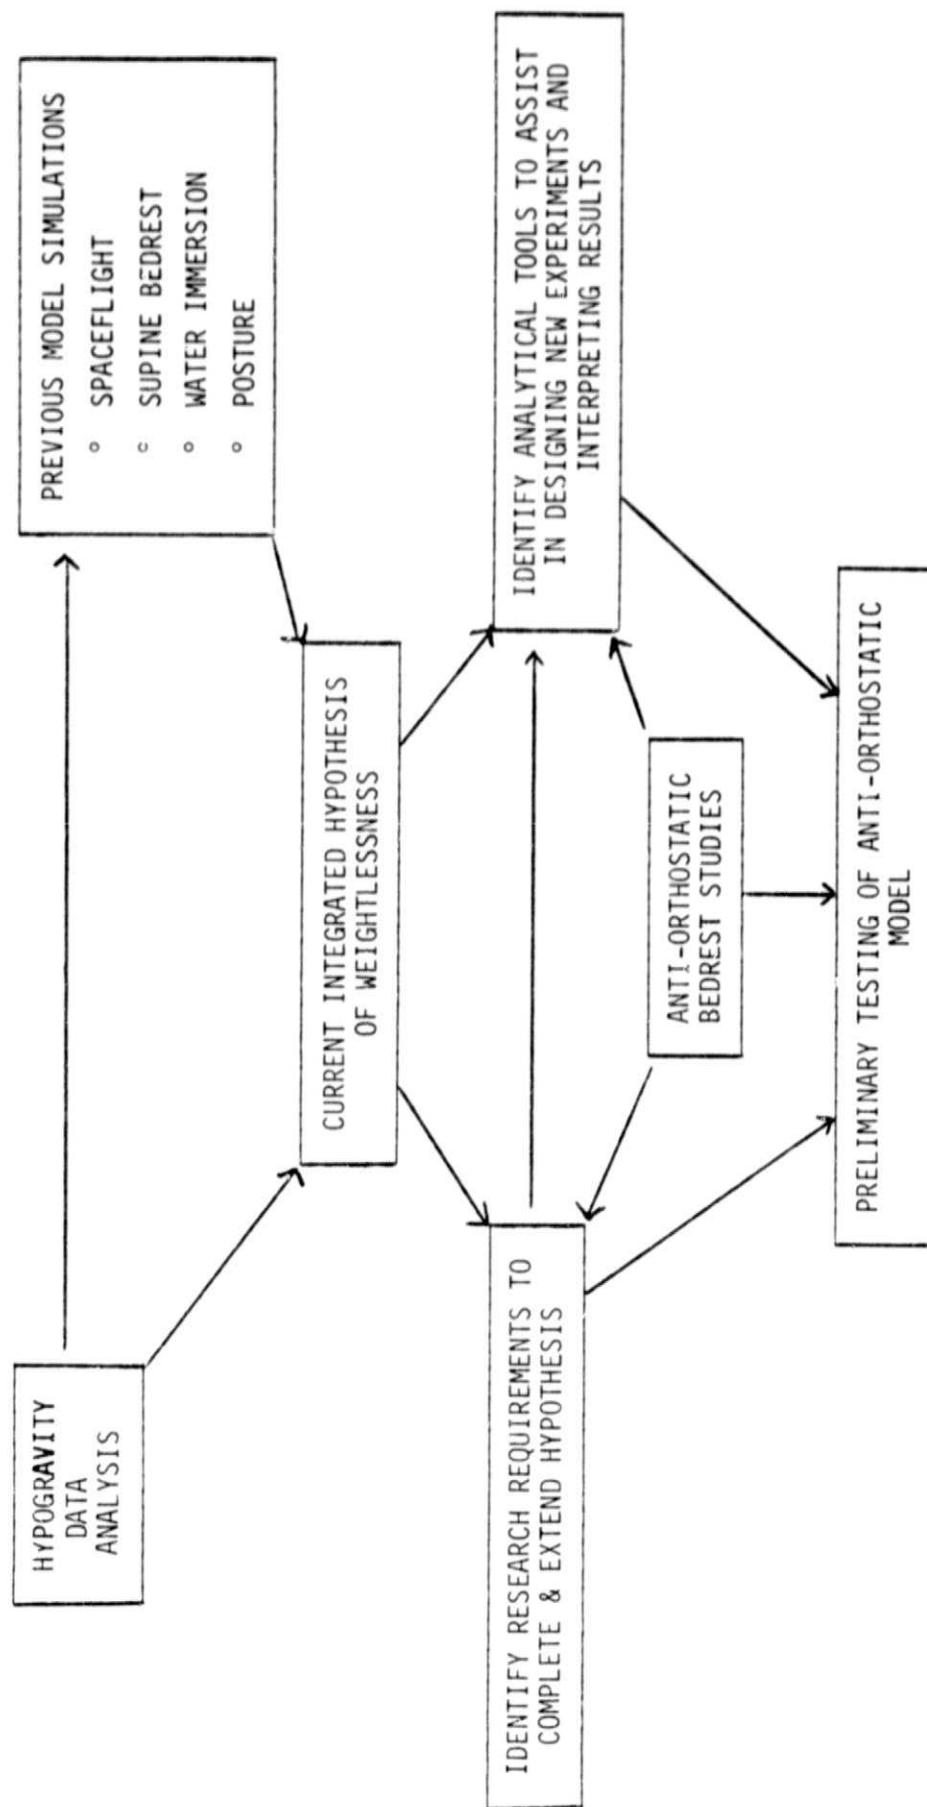 HYPOGRAVITY
DATA
ANALYSIS
PREVIOUS MODEL SIMULATIONS
o SPACEFLIGHT
c SUPINE BEDREST
o WATER IMMERSION
o POSTURE
CURRENT INTEGRATED HYPOTHESIS
OF WEIGHTLESSNESS
IDENTIFY RESEARCH REQUIREMENTS TO
COMPLETE & EXTEND HYPOTHESIS
IDENTIFY ANALYTICAL TOOLS TO ASSIST
IN DESIGNING NEW EXPERIMENTS AND
INTERPRETING RESULTS
ANTI-ORTHOSTATIC
BEDREST STUDIES
PRELIMINARY TESTING OF ANTI-ORTHOSTATIC
MODEL